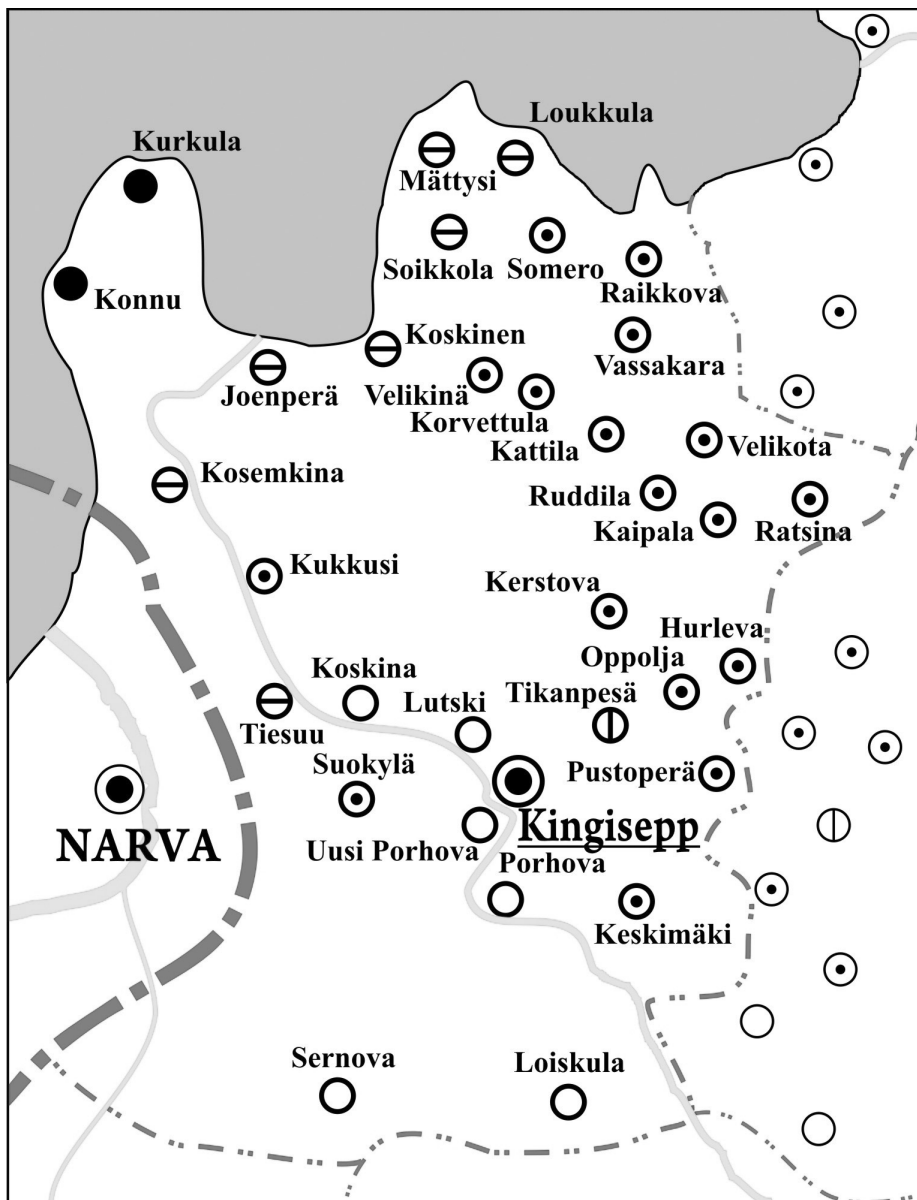 Loukkula
Kurkula
Mättysi
Soikkola
Somero
Raikkova
Konnu
Koskinen
Vassakara
Joenperä
Velikinä
Korvettula
Kattila
Velikota
Kosemkina
Ruddila
Kaipala
Ratsina
Kukkusi
Kerstova
Hurleva
Oppolja
Koskina
Lutski
Tikanpesä
Tiesuu
Suokylä
Pustoperä
NARVA
Kingisepp
Uusi Porhova
Porhova
Keskimäki
Sernova
Loiskula